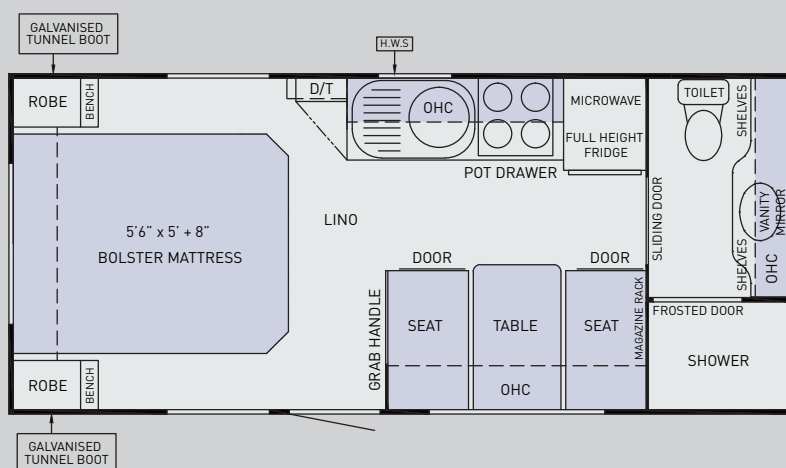 GALVANISED
TUNNEL BOOT
H.W.S
ROBE
BENCH
D/T
OHC
MICROWAVE
FULL HEIGHT
FRIDGE
POT DRAWER
TOILET
SHELVES
VANITY
MIRROR
SHELVES
OHC
SLIDING DOOR
5'6" x 5' + 8"
BOLSTER MATTRESS
LINO
DOOR
DOOR
GRAB HANDLE
SEAT
TABLE
SEAT
MAGAZINE RACK
OHC
FROSTED DOOR
SHOWER
ROBE
BENCH
GALVANISED
TUNNEL BOOT